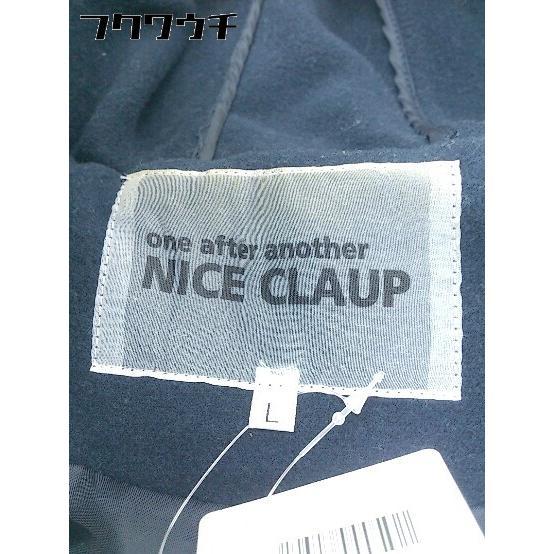 フクワウチ
one after another
NICE CLAUP
L